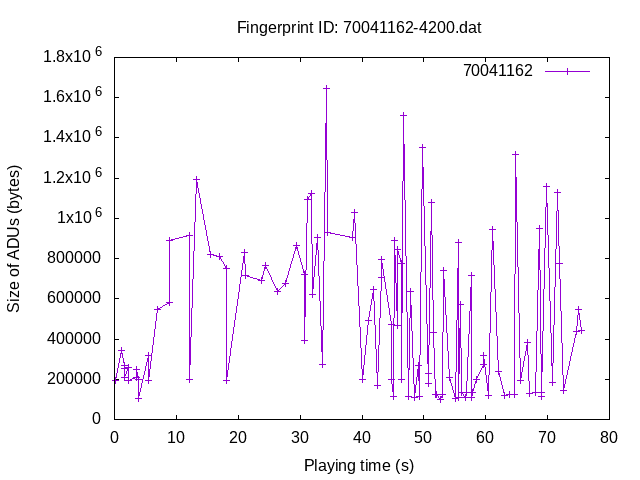 Fingerprint ID: 70041162-4200.dat
1.8x10^6
70041162
1.6x10^6
1.4x10^6
1.2x10^6
1x10^6
800000
600000
400000
200000
0
Size of ADUs (bytes)
0 10 20 30 40 50 60 70 80
Playing time (s)